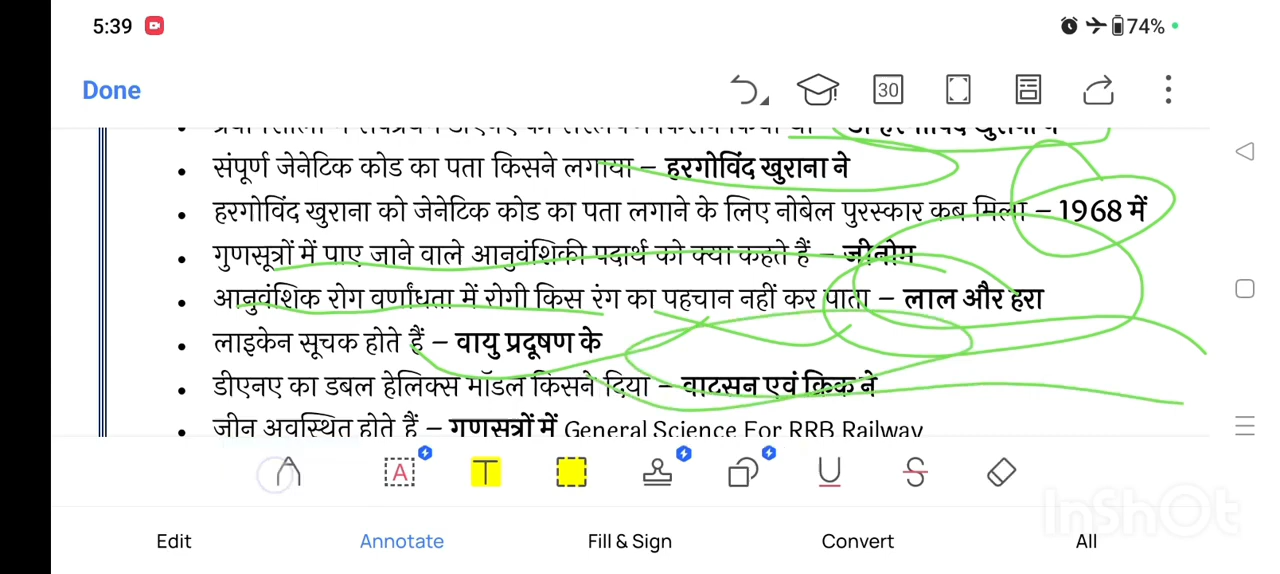 5:39
74%
Done
30
संपूर्ण जेनेटिक कोड का पता किसने लगाया – हरगोविंद खुराना ने
हरगोविंद खुराना को जेनेटिक कोड का पता लगाने के लिए नोबेल पुरस्कार कब मिला – 1968 में
गुणसूत्रों में पाए जाने वाले आनुवंशिकी पदार्थ को क्या कहते हैं – जीनोम
आनुवंशिक रोग वर्णांधता में रोगी किस रंग का पहचान नहीं कर पाता – लाल और हरा
लाइकेन सूचक होते हैं – वायु प्रदूषण के
डीएनए का डबल हेलिक्स मॉडल किसने दिया – वाटसन एवं क्रिक ने
जीन अवस्थित होते हैं – गुणसूत्रों में General Science For RRB Railway
A T U S
InShOt
Edit Annotate Fill & Sign Convert All